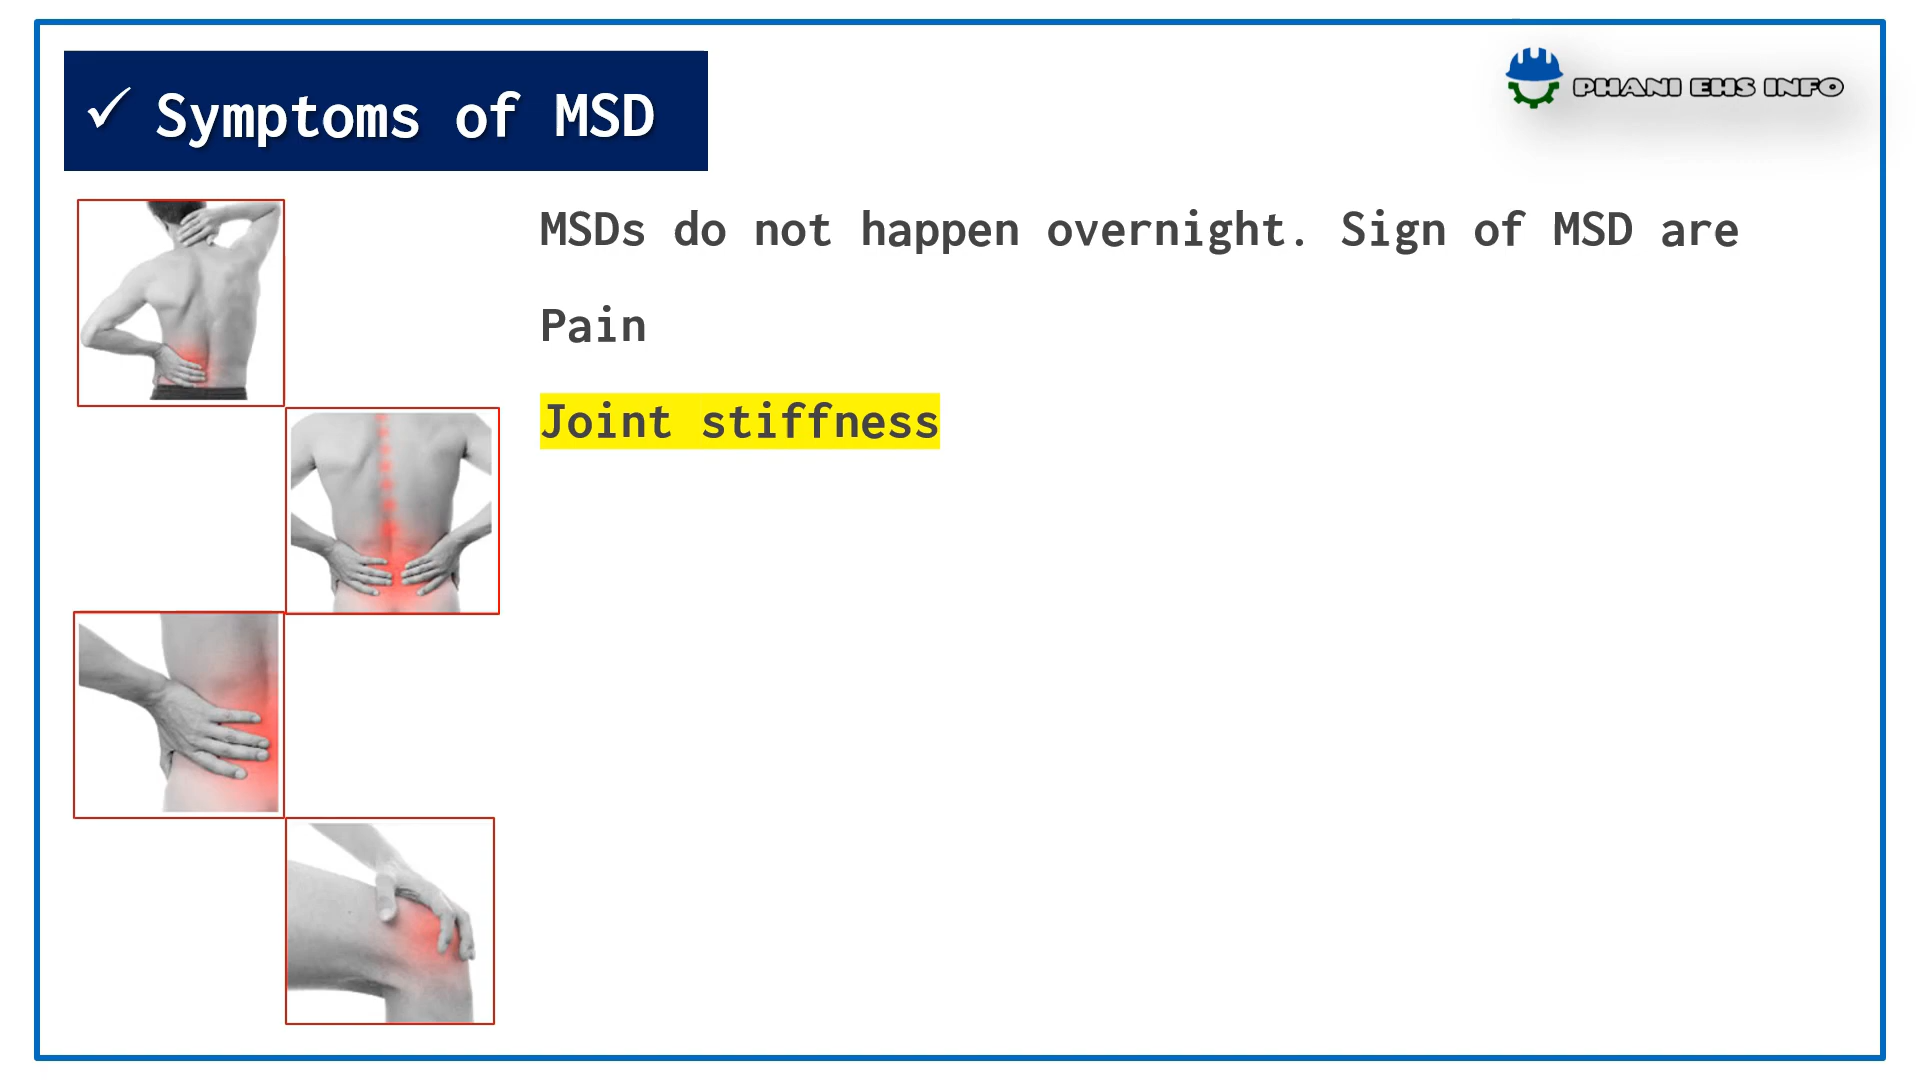 ✓ Symptoms of MSD
PHANI EHS INFO
MSDs do not happen overnight. Sign of MSD are
Pain
Joint stiffness